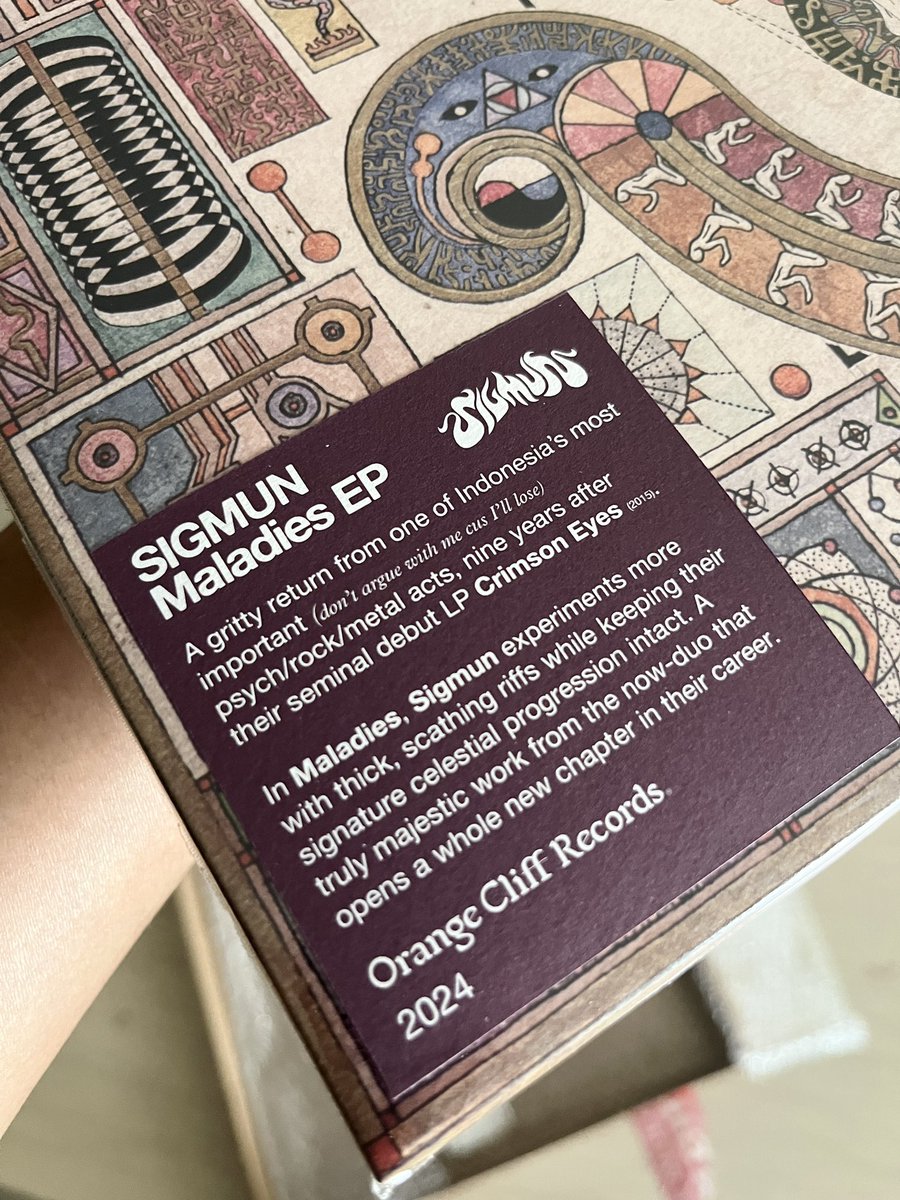 SIGMUN
Maladies EP
SIGMUN
A gritty return from one of Indonesia's most
important (don't argue with me cus I'll lose)
psych/rock/metal acts, nine years after
their seminal debut LP Crimson Eyes (2015).
In Maladies, Sigmun experiments more
with thick, scathing riffs while keeping their
signature celestial progression intact. A
truly majestic work from the now-duo that
opens a whole new chapter in their career.
Orange Cliff Records
2024